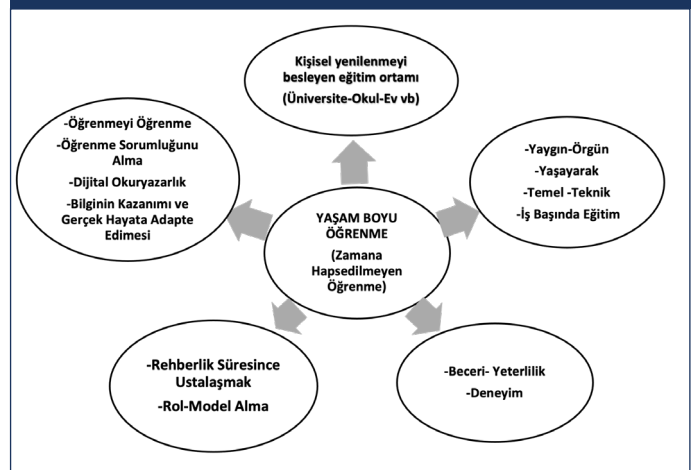 Kişisel yenilenmeyi
besleyen eğitim ortamı
(Üniversite-Okul-Ev vb)
-Öğrenmeyi Öğrenme
-Öğrenme Sorumluğunu
Alma
-Dijital Okuryazarlık
-Bilginin Kazanımı ve
Gerçek Hayata Adapte
Edimesi
-Yaygın-Örgün
-Yaşayarak
-Temel -Teknik
-İş Başında Eğitim
YAŞAM BOYU
ÖĞRENME
(Zamana
Hapsedilmeyen
Öğrenme)
-Rehberlik Süresince
Ustalaşmak
-Rol-Model Alma
-Beceri- Yeterlilik
-Deneyim